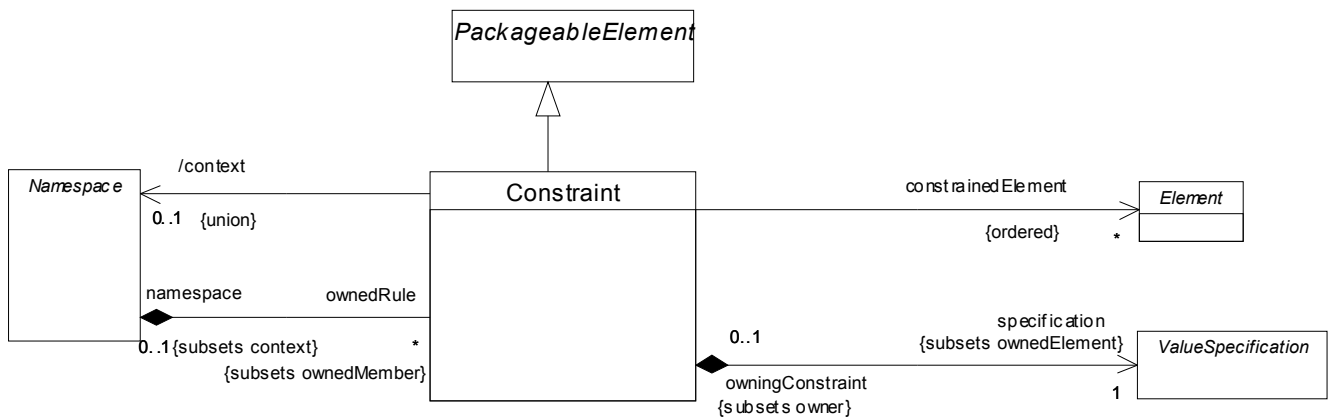 PackageableElement
/context
Namespace
Constraint
constrainedElement
Element
0..1 {union}
{ordered} *
namespace ownedRule
0..1 {subsets context} *
{subsets ownedMember}
0..1
specification
{subsets ownedElement}
ValueSpecification
owningConstraint
1
{subsets owner}